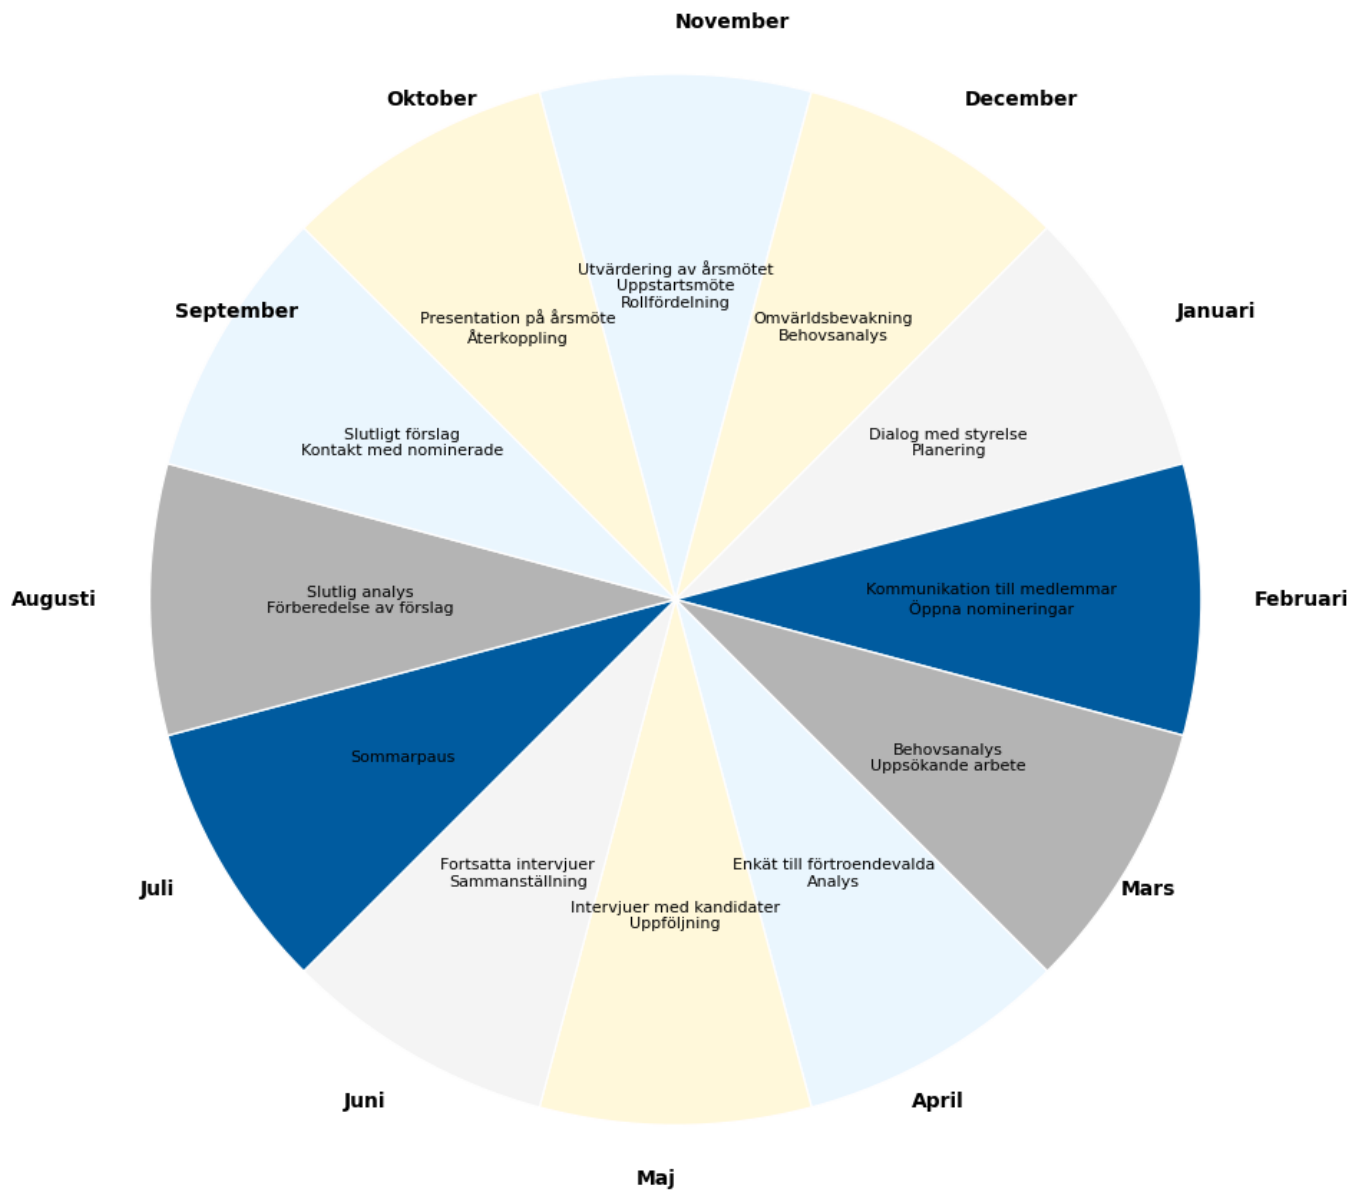 November
Utvärdering av årsmötet
Uppstartsmöte
Rollfördelning
December
Omvärldsbevakning
Behovsanalys
Januari
Dialog med styrelse
Planering
Februari
Kommunikation till medlemmar
Öppna nomineringar
Mars
Behovsanalys
Uppsökande arbete
April
Enkät till förtroendevalda
Analys
Maj
Intervjuer med kandidater
Uppföljning
Juni
Fortsatta intervjuer
Sammanställning
Juli
Sommarpaus
Augusti
Slutlig analys
Förberedelse av förslag
September
Slutligt förslag
Kontakt med nominerade
Oktober
Presentation på årsmöte
Återkoppling